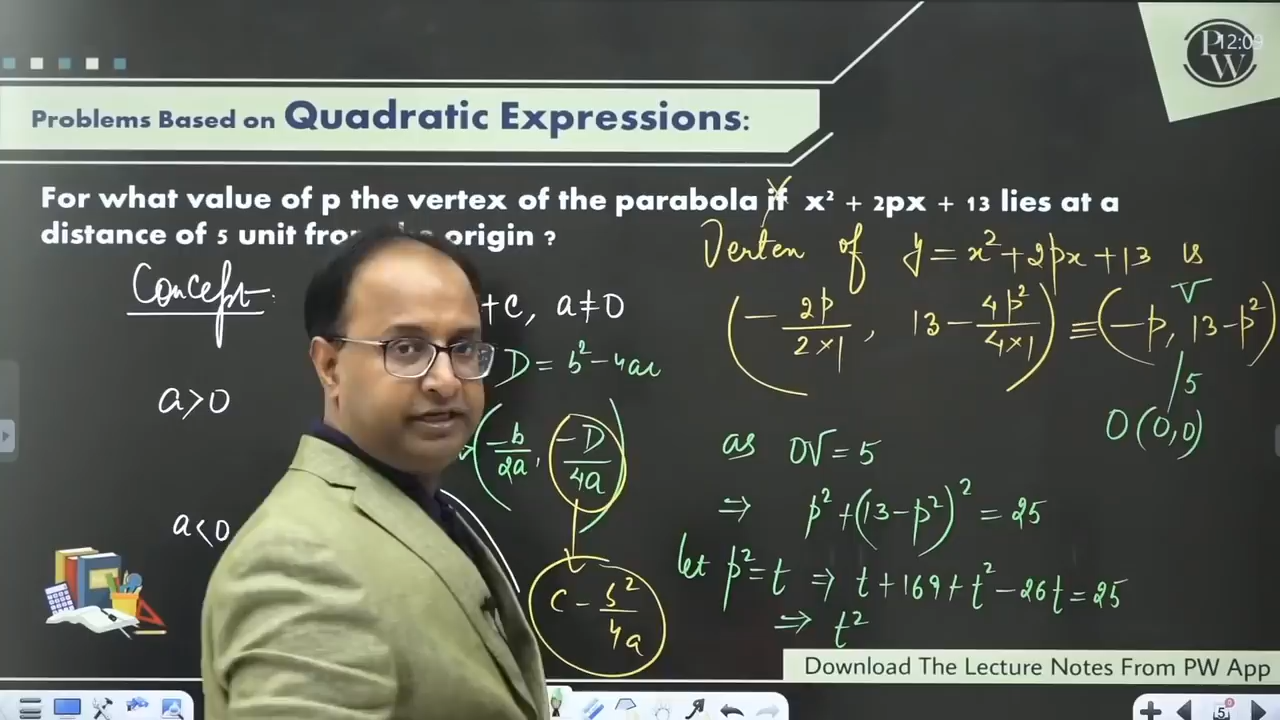 PW
12:09
Problems Based on Quadratic Expressions:
For what value of p the vertex of the parabola if x² + 2px + 13 lies at a
distance of 5 unit from the origin ?
Concept
+c, a≠0
D = b²-4ac
a>0
(-b/2a, -D/4a)
a<0
c - b²/4a
Vertex of y = x²+2px+13 is
(- 2p/2×1 , 13 - 4p²/4×1) ≡ (-p, 13-p²)
V
5
O(0,0)
as OV = 5
⇒ p²+(13-p²)² = 25
let p²=t ⇒ t+169+t²-26t=25
⇒ t²
Download The Lecture Notes From PW App
5